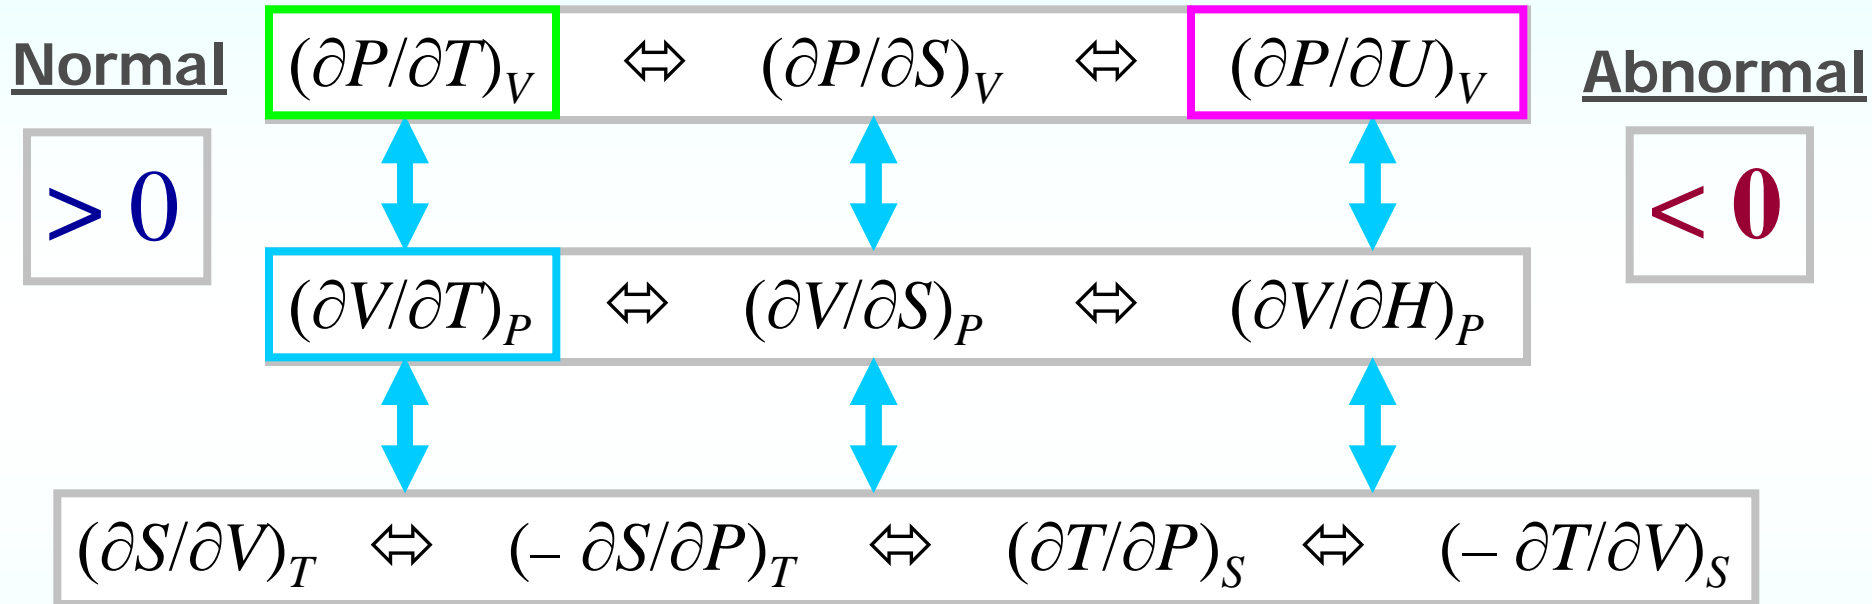 Normal
(∂P/∂T)V ⇔ (∂P/∂S)V ⇔ (∂P/∂U)V
Abnormal
> 0
< 0
(∂V/∂T)P ⇔ (∂V/∂S)P ⇔ (∂V/∂H)P
(∂S/∂V)T ⇔ (– ∂S/∂P)T ⇔ (∂T/∂P)S ⇔ (– ∂T/∂V)S